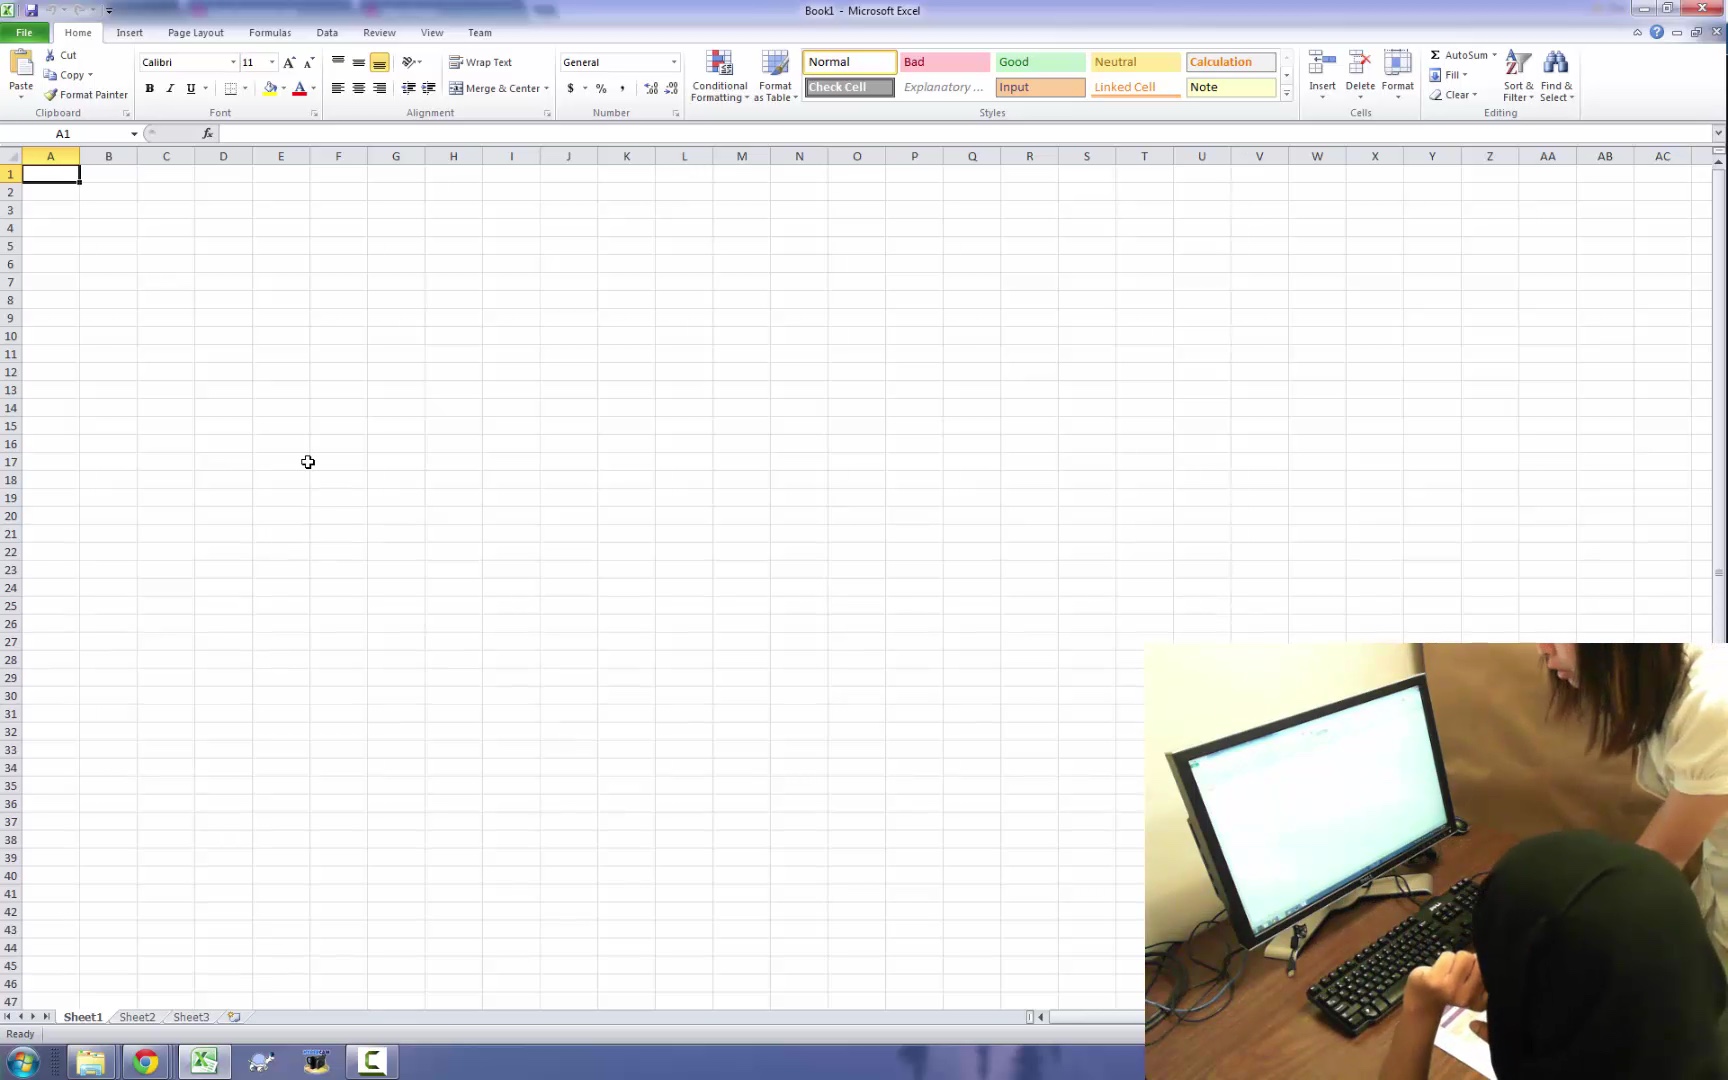 Book1 - Microsoft Excel
File Home Insert Page Layout Formulas Data Review View Team
Paste
Cut
Copy
Format Painter
Clipboard
Calibri 11
B I U
Font
Wrap Text
Merge & Center
Alignment
General
$ % ,
Number
Conditional Formatting
Format as Table
Normal Bad Good Neutral Calculation
Check Cell Explanatory ... Input Linked Cell Note
Styles
Insert Delete Format
Cells
AutoSum
Fill
Clear
Sort & Filter
Find & Select
Editing
A1 fx
A B C D E F G H I J K L M N O P Q R S T U V W X Y Z AA AB AC
1
2
3
4
5
6
7
8
9
10
11
12
13
14
15
16
17
18
19
20
21
22
23
24
25
26
27
28
29
30
31
32
33
34
35
36
37
38
39
40
41
42
43
44
45
46
47
Sheet1 Sheet2 Sheet3
Ready